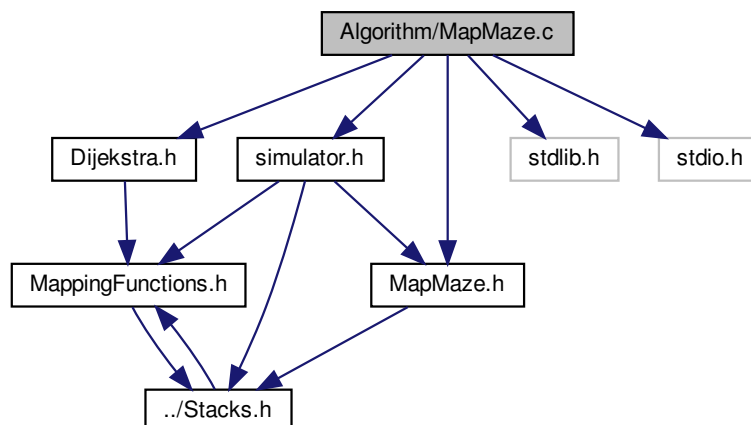 Algorithm/MapMaze.c
Dijekstra.h
simulator.h
stdlib.h
stdio.h
MappingFunctions.h
MapMaze.h
../Stacks.h